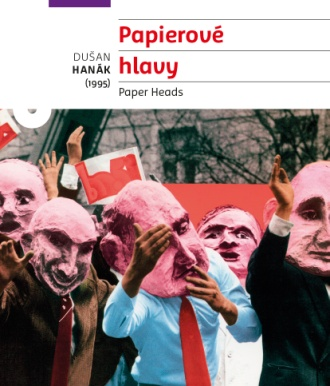 Papierové
DUŠAN
HANÁK
(1995)
hlavy
Paper Heads